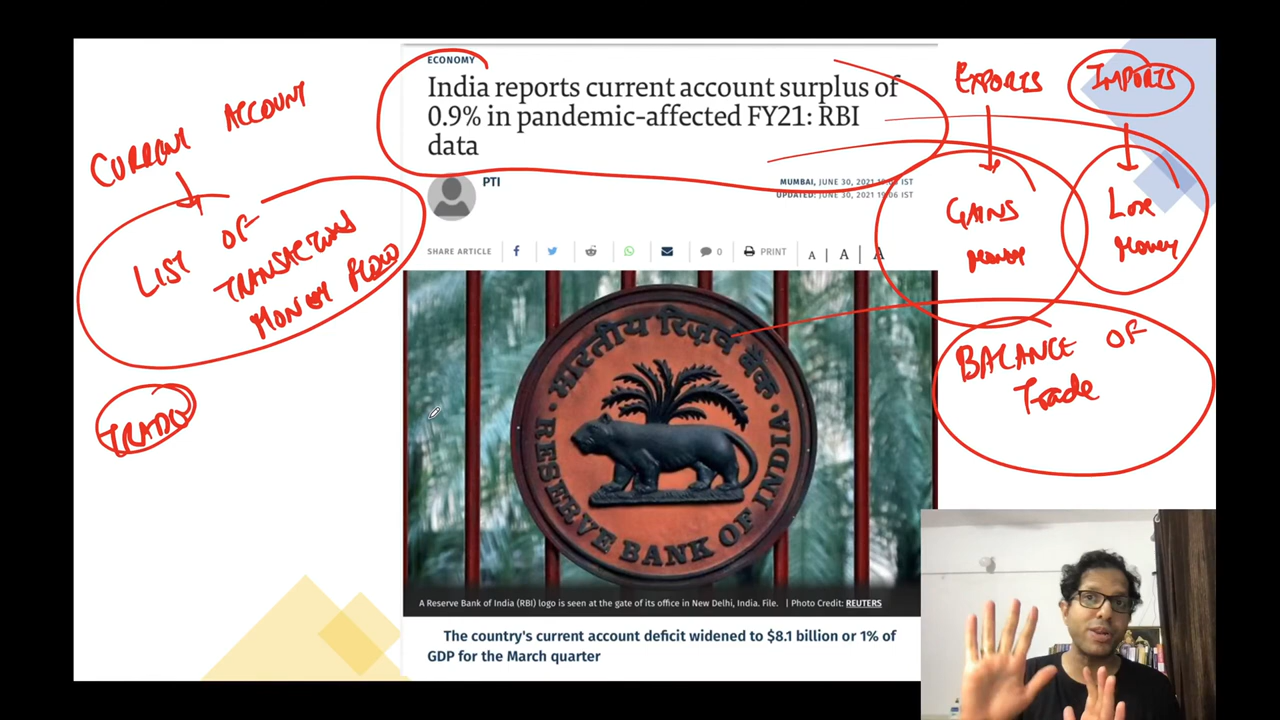 CURRENT ACCOUNT
LIST OF
TRANSACTIONS
MONEY FLOW
TRADE
ECONOMY
India reports current account surplus of
0.9% in pandemic-affected FY21: RBI
data
PTI
MUMBAI, JUNE 30, 2021 IST
UPDATED: JUNE 30, 2021 19:06 IST
SHARE ARTICLE
0
PRINT
A | A | A
EXPORTS
IMPORTS
GAINS
Money
Lose
Money
BALANCE OF
Trade
भारतीय रिज़र्व बैंक
RESERVE BANK OF INDIA
A Reserve Bank of India (RBI) logo is seen at the gate of its office in New Delhi, India. File. | Photo Credit: REUTERS
The country's current account deficit widened to $8.1 billion or 1% of
GDP for the March quarter